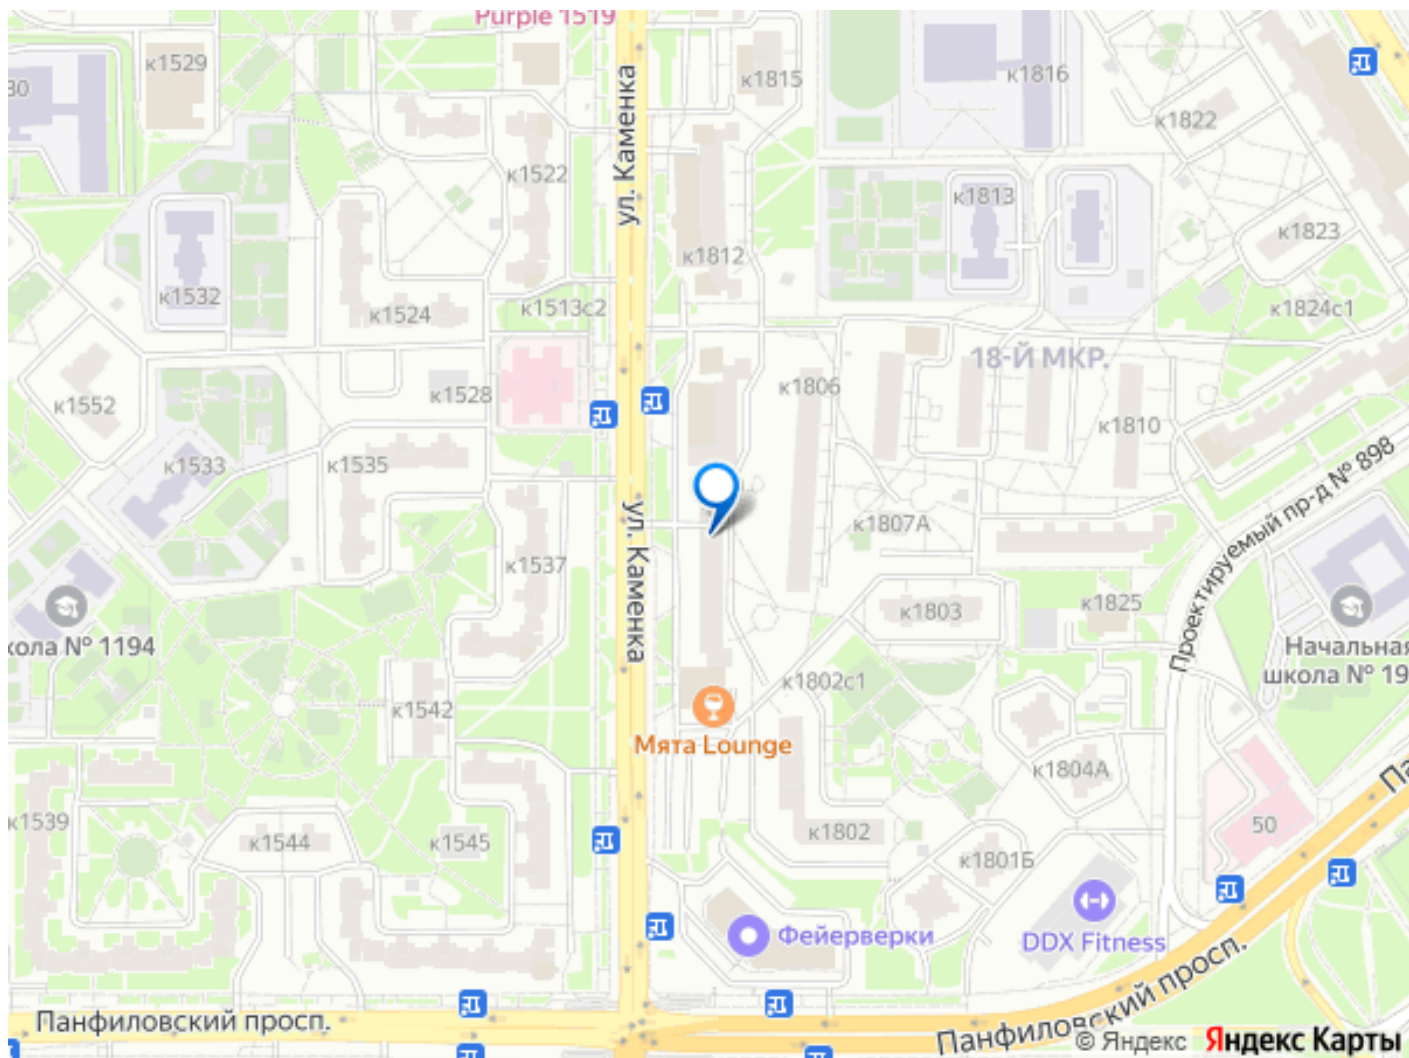 Purple 1519
к1529
к1815
к1816
30
к1822
ул. Каменка
к1522
к1813
к1823
к1812
к1532
к1513с2
к1524
к1824с1
18-Й МКР.
к1806
к1528
к1552
к1810
к1535
к1533
Проектируемый пр-д № 898
ул. Каменка
к1807А
к1537
к1803
к1825
кола № 1194
Начальная
школа № 19
к1802с1
к1542
Мята Lounge
к1804А
Па
к1539
к1544
к1545
к1802
50
к1801Б
Фейерверки
DDX Fitness
Панфиловский просп.
Панфиловский просп.
© Яндекс Яндекс Карты